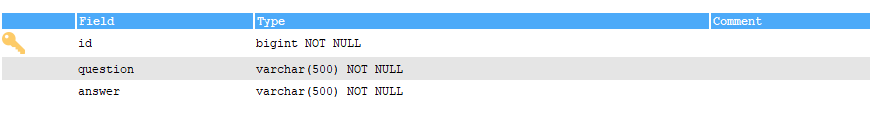 Field Type Comment
id bigint NOT NULL
question varchar(500) NOT NULL
answer varchar(500) NOT NULL